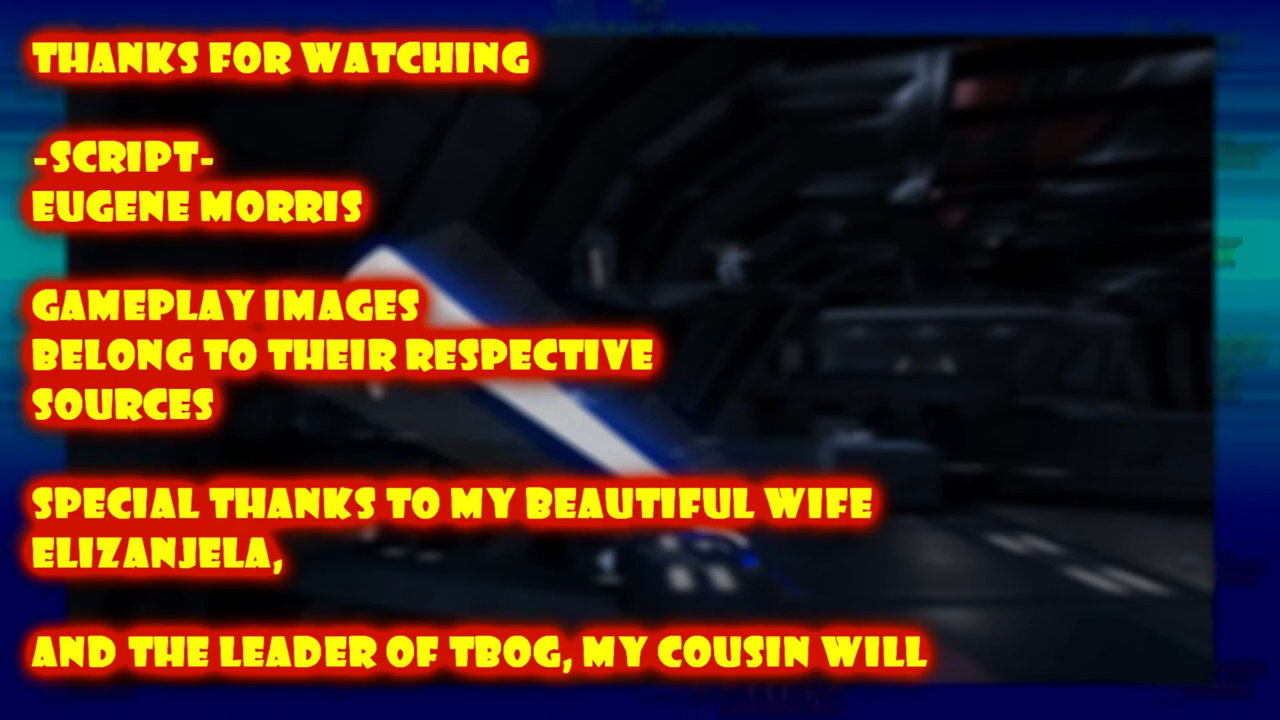 THANKS FOR WATCHING
-SCRIPT-
EUGENE MORRIS
GAMEPLAY IMAGES
BELONG TO THEIR RESPECTIVE
SOURCES
SPECIAL THANKS TO MY BEAUTIFUL WIFE
ELIZANJELA,
AND THE LEADER OF TBOG, MY COUSIN WILL